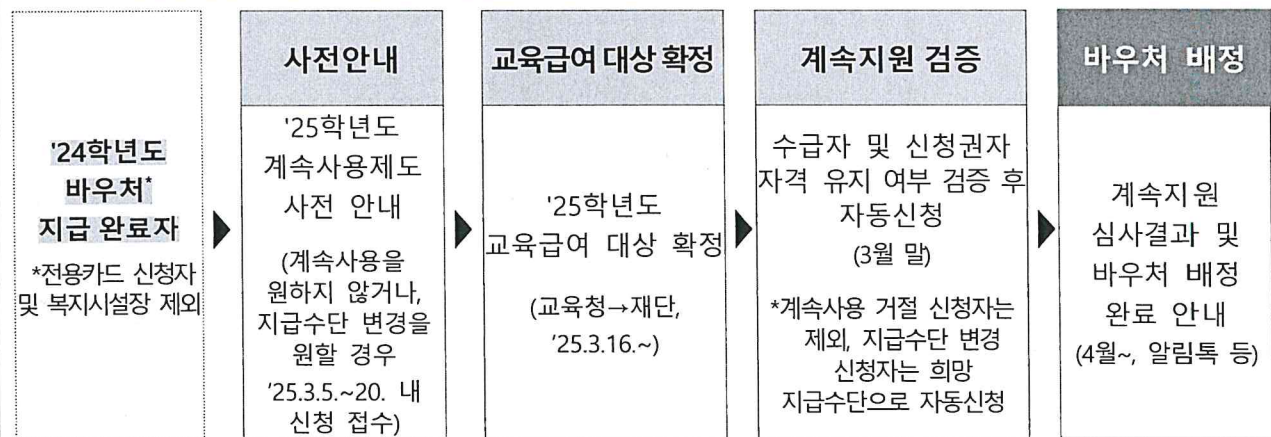 '24학년도
바우처*
지급 완료자
*전용카드 신청자
및 복지시설장 제외
사전안내
'25학년도
계속사용제도
사전 안내
(계속사용을
원하지 않거나,
지급수단 변경을
원할 경우
'25.3.5.~20. 내
신청 접수)
교육급여 대상 확정
'25학년도
교육급여 대상 확정
(교육청→재단,
'25.3.16.~)
계속지원 검증
수급자 및 신청권자
자격 유지 여부 검증 후
자동신청
(3월 말)
*계속사용 거절 신청자는
제외, 지급수단 변경
신청자는 희망
지급수단으로 자동신청
바우처 배정
계속지원
심사결과 및
바우처 배정
완료 안내
(4월~, 알림톡 등)